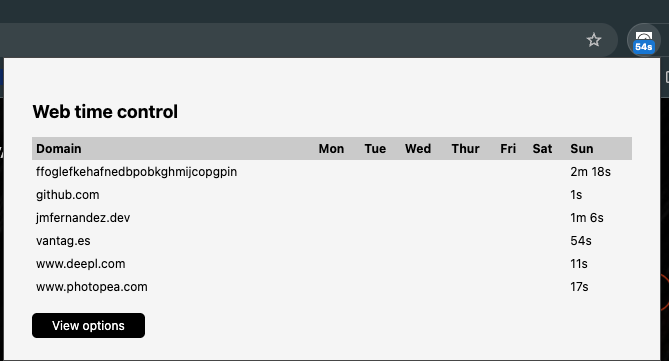 54s
Web time control
Domain Mon Tue Wed Thur Fri Sat Sun
ffoglefkehafnedbpobkghmijcopgpin 2m 18s
github.com 1s
jmfernandez.dev 1m 6s
vantag.es 54s
www.deepl.com 11s
www.photopea.com 17s
View options